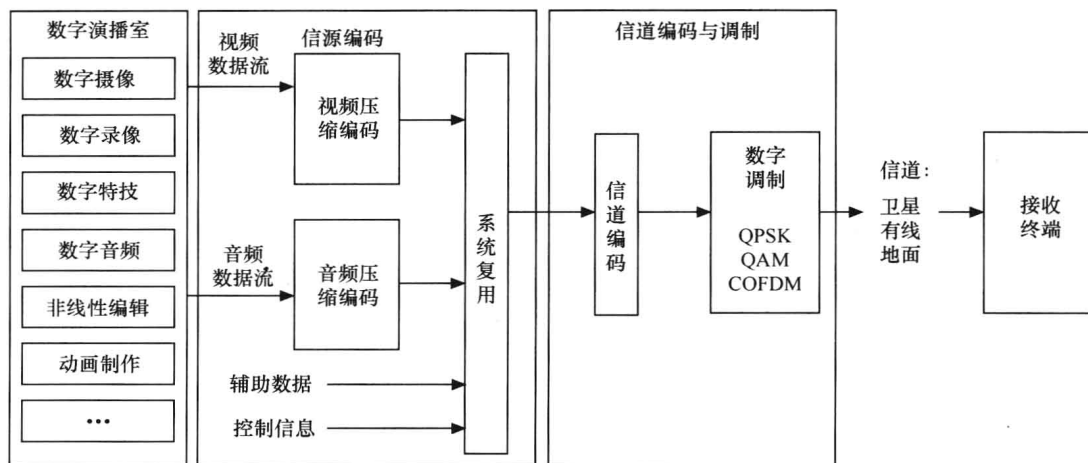 数字演播室
数字摄像
数字录像
数字特技
数字音频
非线性编辑
动画制作
…
视频
数据流
音频
数据流
信源编码
视频压
缩编码
音频压
缩编码
辅助数据
控制信息
系
统
复
用
信道编码与调制
信
道
编
码
数字
调制
QPSK
QAM
COFDM
信道:
卫星
有线
地面
接收
终端